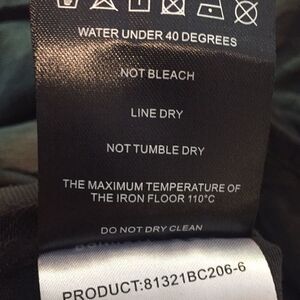 WATER UNDER 40 DEGREES
NOT BLEACH
LINE DRY
NOT TUMBLE DRY
THE MAXIMUM TEMPERATURE OF
THE IRON FLOOR 110°C
DO NOT DRY CLEAN
PRODUCT:81321BC206-6